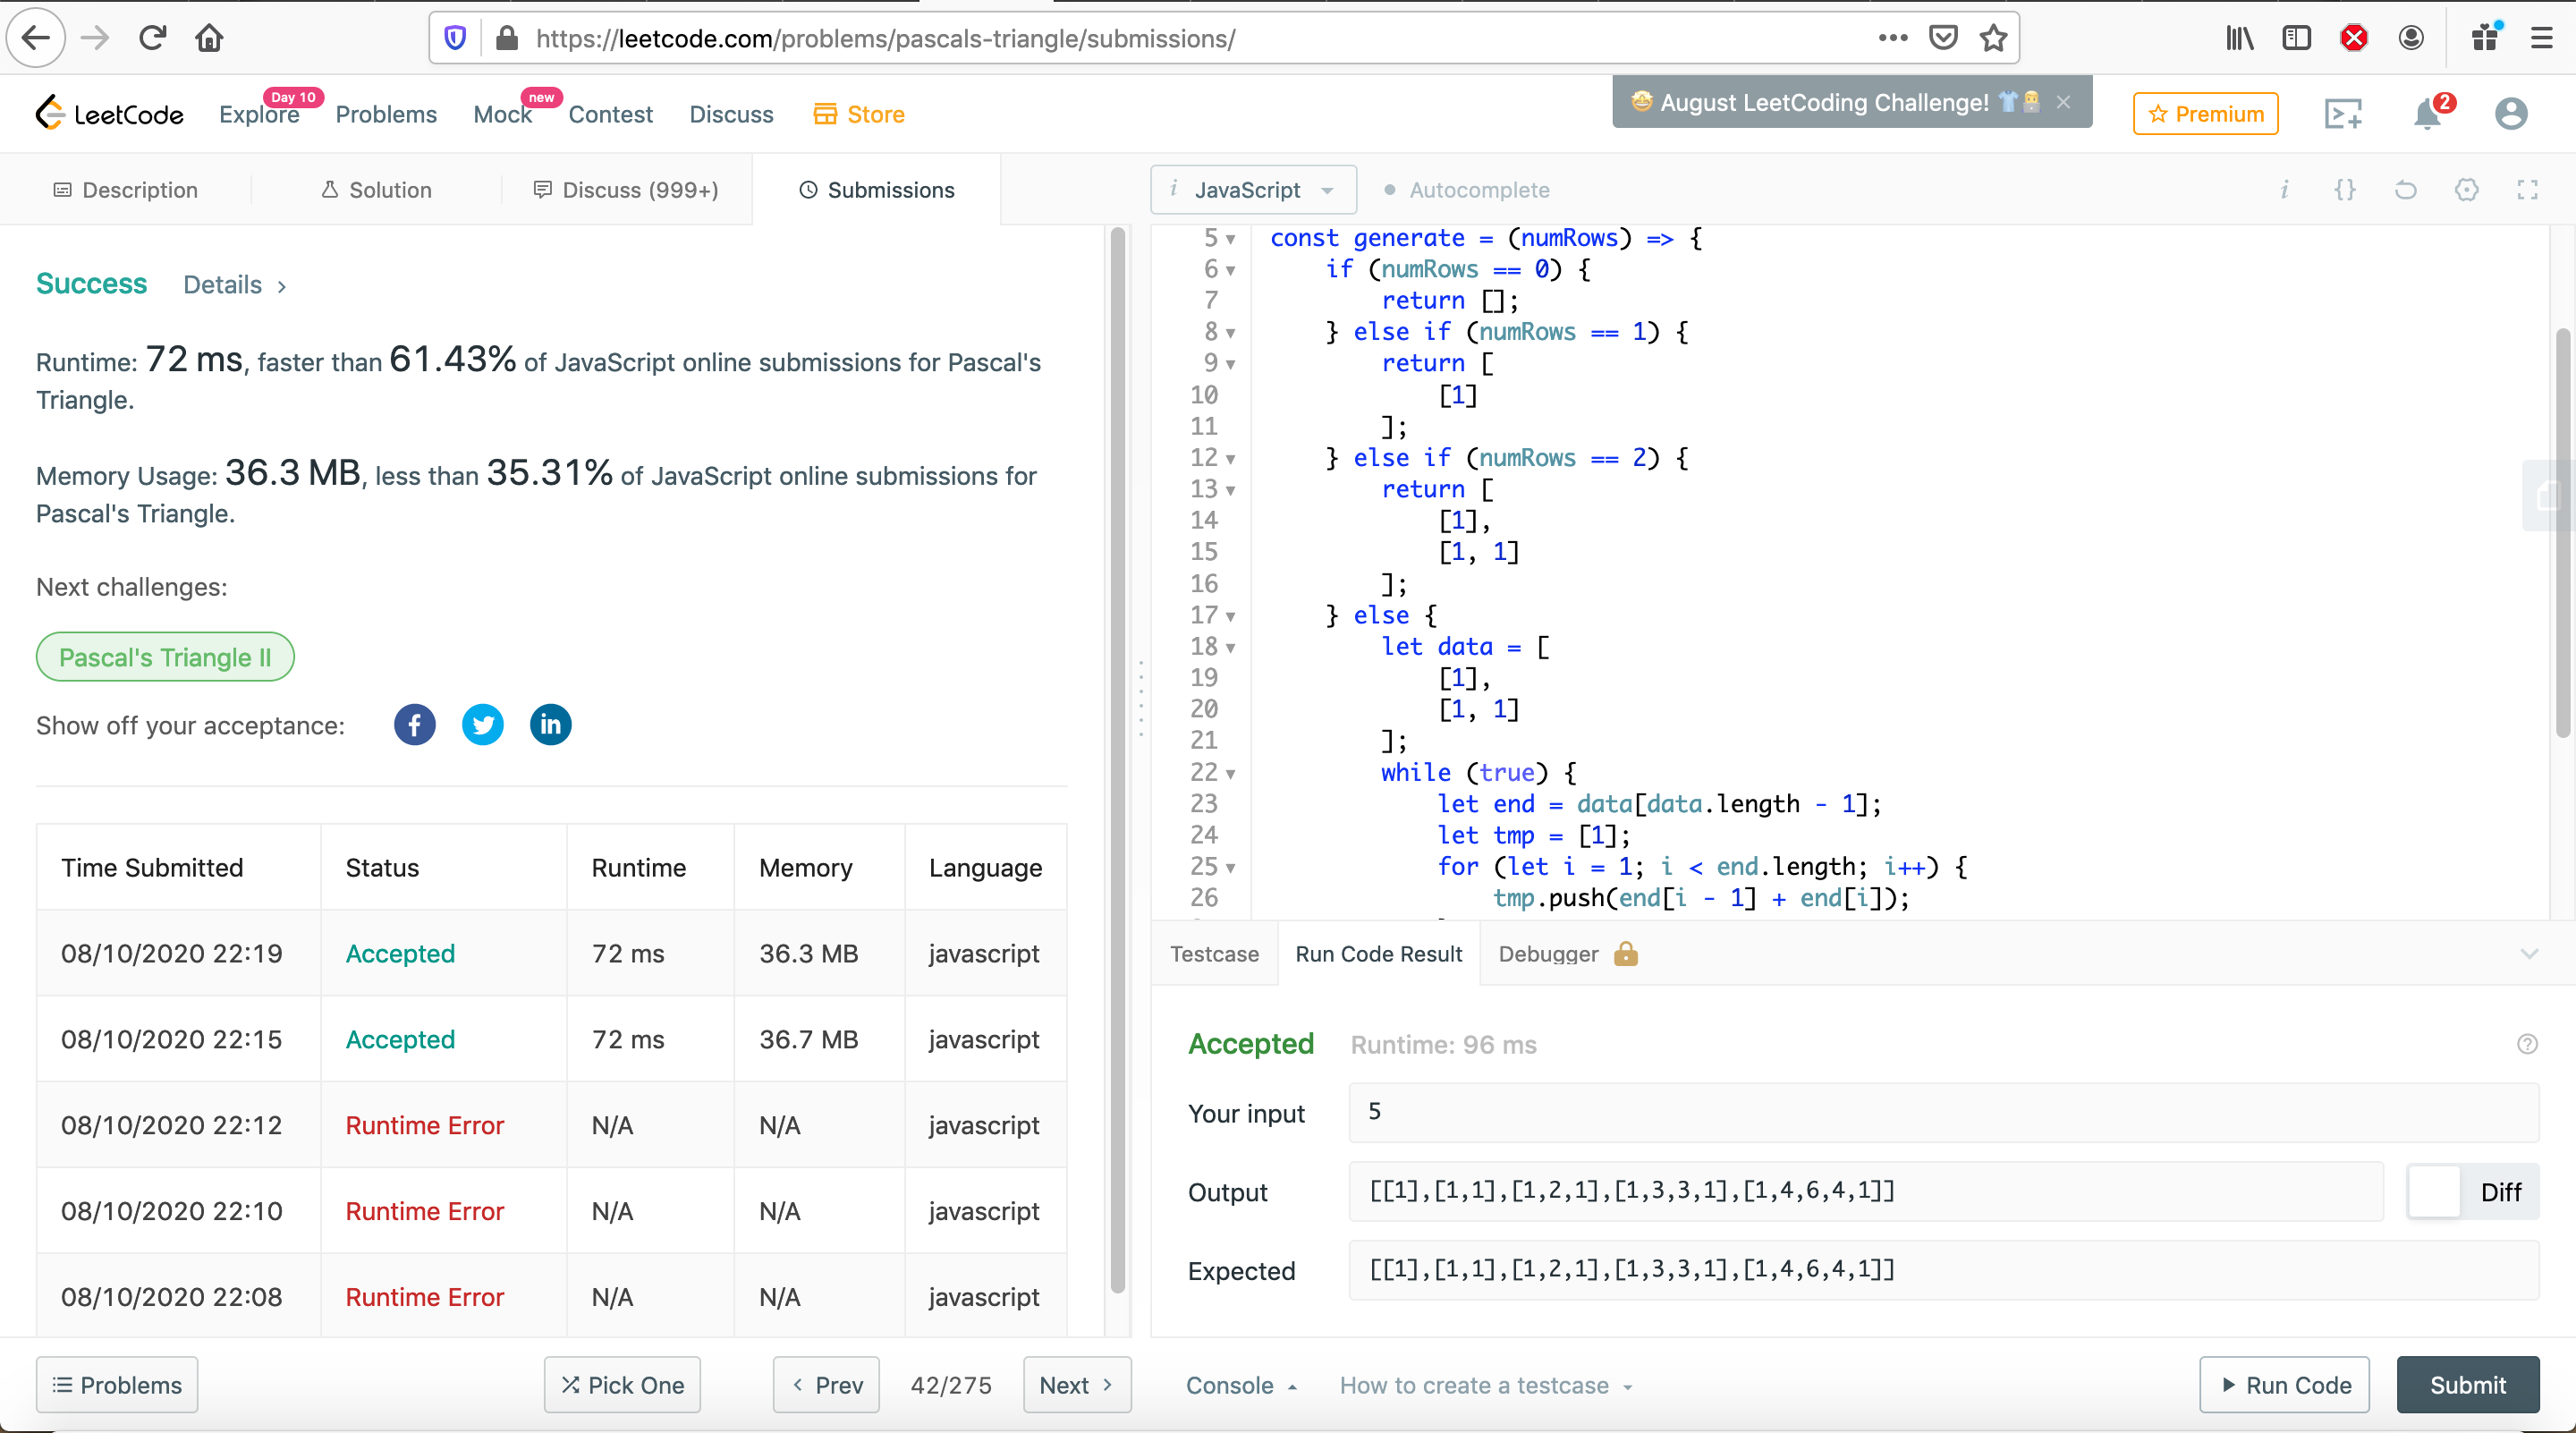 https://leetcode.com/problems/pascals-triangle/submissions/
LeetCode
Explore
Day 10
Problems
Mock
new
Contest
Discuss
Store
🤩 August LeetCoding Challenge!
Premium
2
Description
Solution
Discuss (999+)
Submissions
i JavaScript
Autocomplete
Success Details
Runtime: 72 ms, faster than 61.43% of JavaScript online submissions for Pascal's
Triangle.
Memory Usage: 36.3 MB, less than 35.31% of JavaScript online submissions for
Pascal's Triangle.
Next challenges:
Pascal's Triangle II
Show off your acceptance:
Time Submitted Status Runtime Memory Language
08/10/2020 22:19 Accepted 72 ms 36.3 MB javascript
08/10/2020 22:15 Accepted 72 ms 36.7 MB javascript
08/10/2020 22:12 Runtime Error N/A N/A javascript
08/10/2020 22:10 Runtime Error N/A N/A javascript
08/10/2020 22:08 Runtime Error N/A N/A javascript
5 const generate = (numRows) => {
6 if (numRows == 0) {
7 return [];
8 } else if (numRows == 1) {
9 return [
10 [1]
11 ];
12 } else if (numRows == 2) {
13 return [
14 [1],
15 [1, 1]
16 ];
17 } else {
18 let data = [
19 [1],
20 [1, 1]
21 ];
22 while (true) {
23 let end = data[data.length - 1];
24 let tmp = [1];
25 for (let i = 1; i < end.length; i++) {
26 tmp.push(end[i - 1] + end[i]);
Testcase
Run Code Result
Debugger
Accepted Runtime: 96 ms
Your input 5
Output [[1],[1,1],[1,2,1],[1,3,3,1],[1,4,6,4,1]] Diff
Expected [[1],[1,1],[1,2,1],[1,3,3,1],[1,4,6,4,1]]
Problems
Pick One
Prev
42/275
Next
Console
How to create a testcase
Run Code
Submit